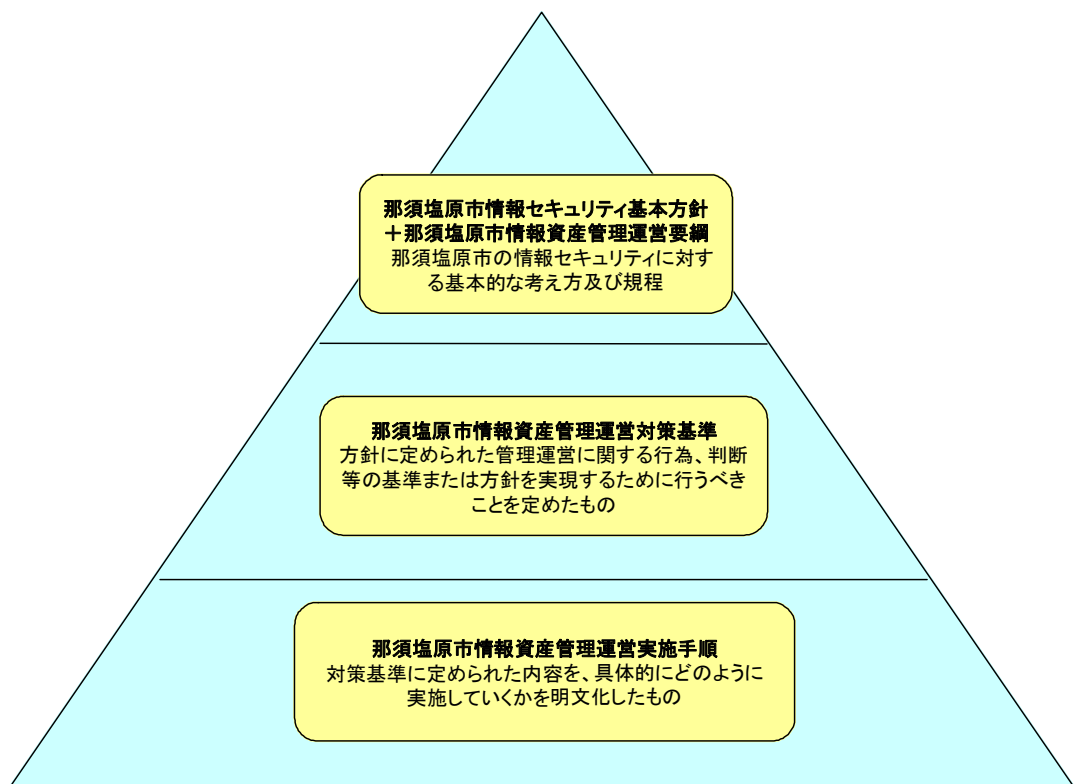 那須塩原市情報セキュリティ基本方針
＋那須塩原市情報資産管理運営要綱
那須塩原市の情報セキュリティに対す
る基本的な考え方及び規程
那須塩原市情報資産管理運営対策基準
方針に定められた管理運営に関する行為、判断
等の基準または方針を実現するために行うべき
ことを定めたもの
那須塩原市情報資産管理運営実施手順
対策基準に定められた内容を、具体的にどのように
実施していくかを明文化したもの